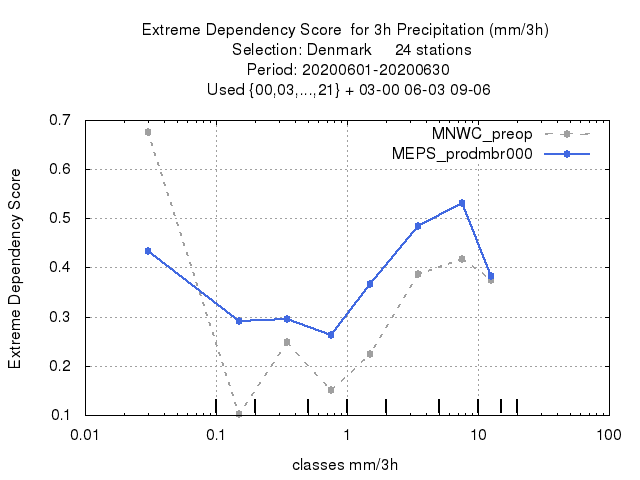 Extreme Dependency Score  for 3h Precipitation (mm/3h)
Selection: Denmark     24 stations
Period: 20200601-20200630
Used {00,03,...,21} + 03-00 06-03 09-06
MNWC_preop
MEPS_prodmbr000
Extreme Dependency Score
0.7
0.6
0.5
0.4
0.3
0.2
0.1
0.01 0.1 1 10 100
classes mm/3h